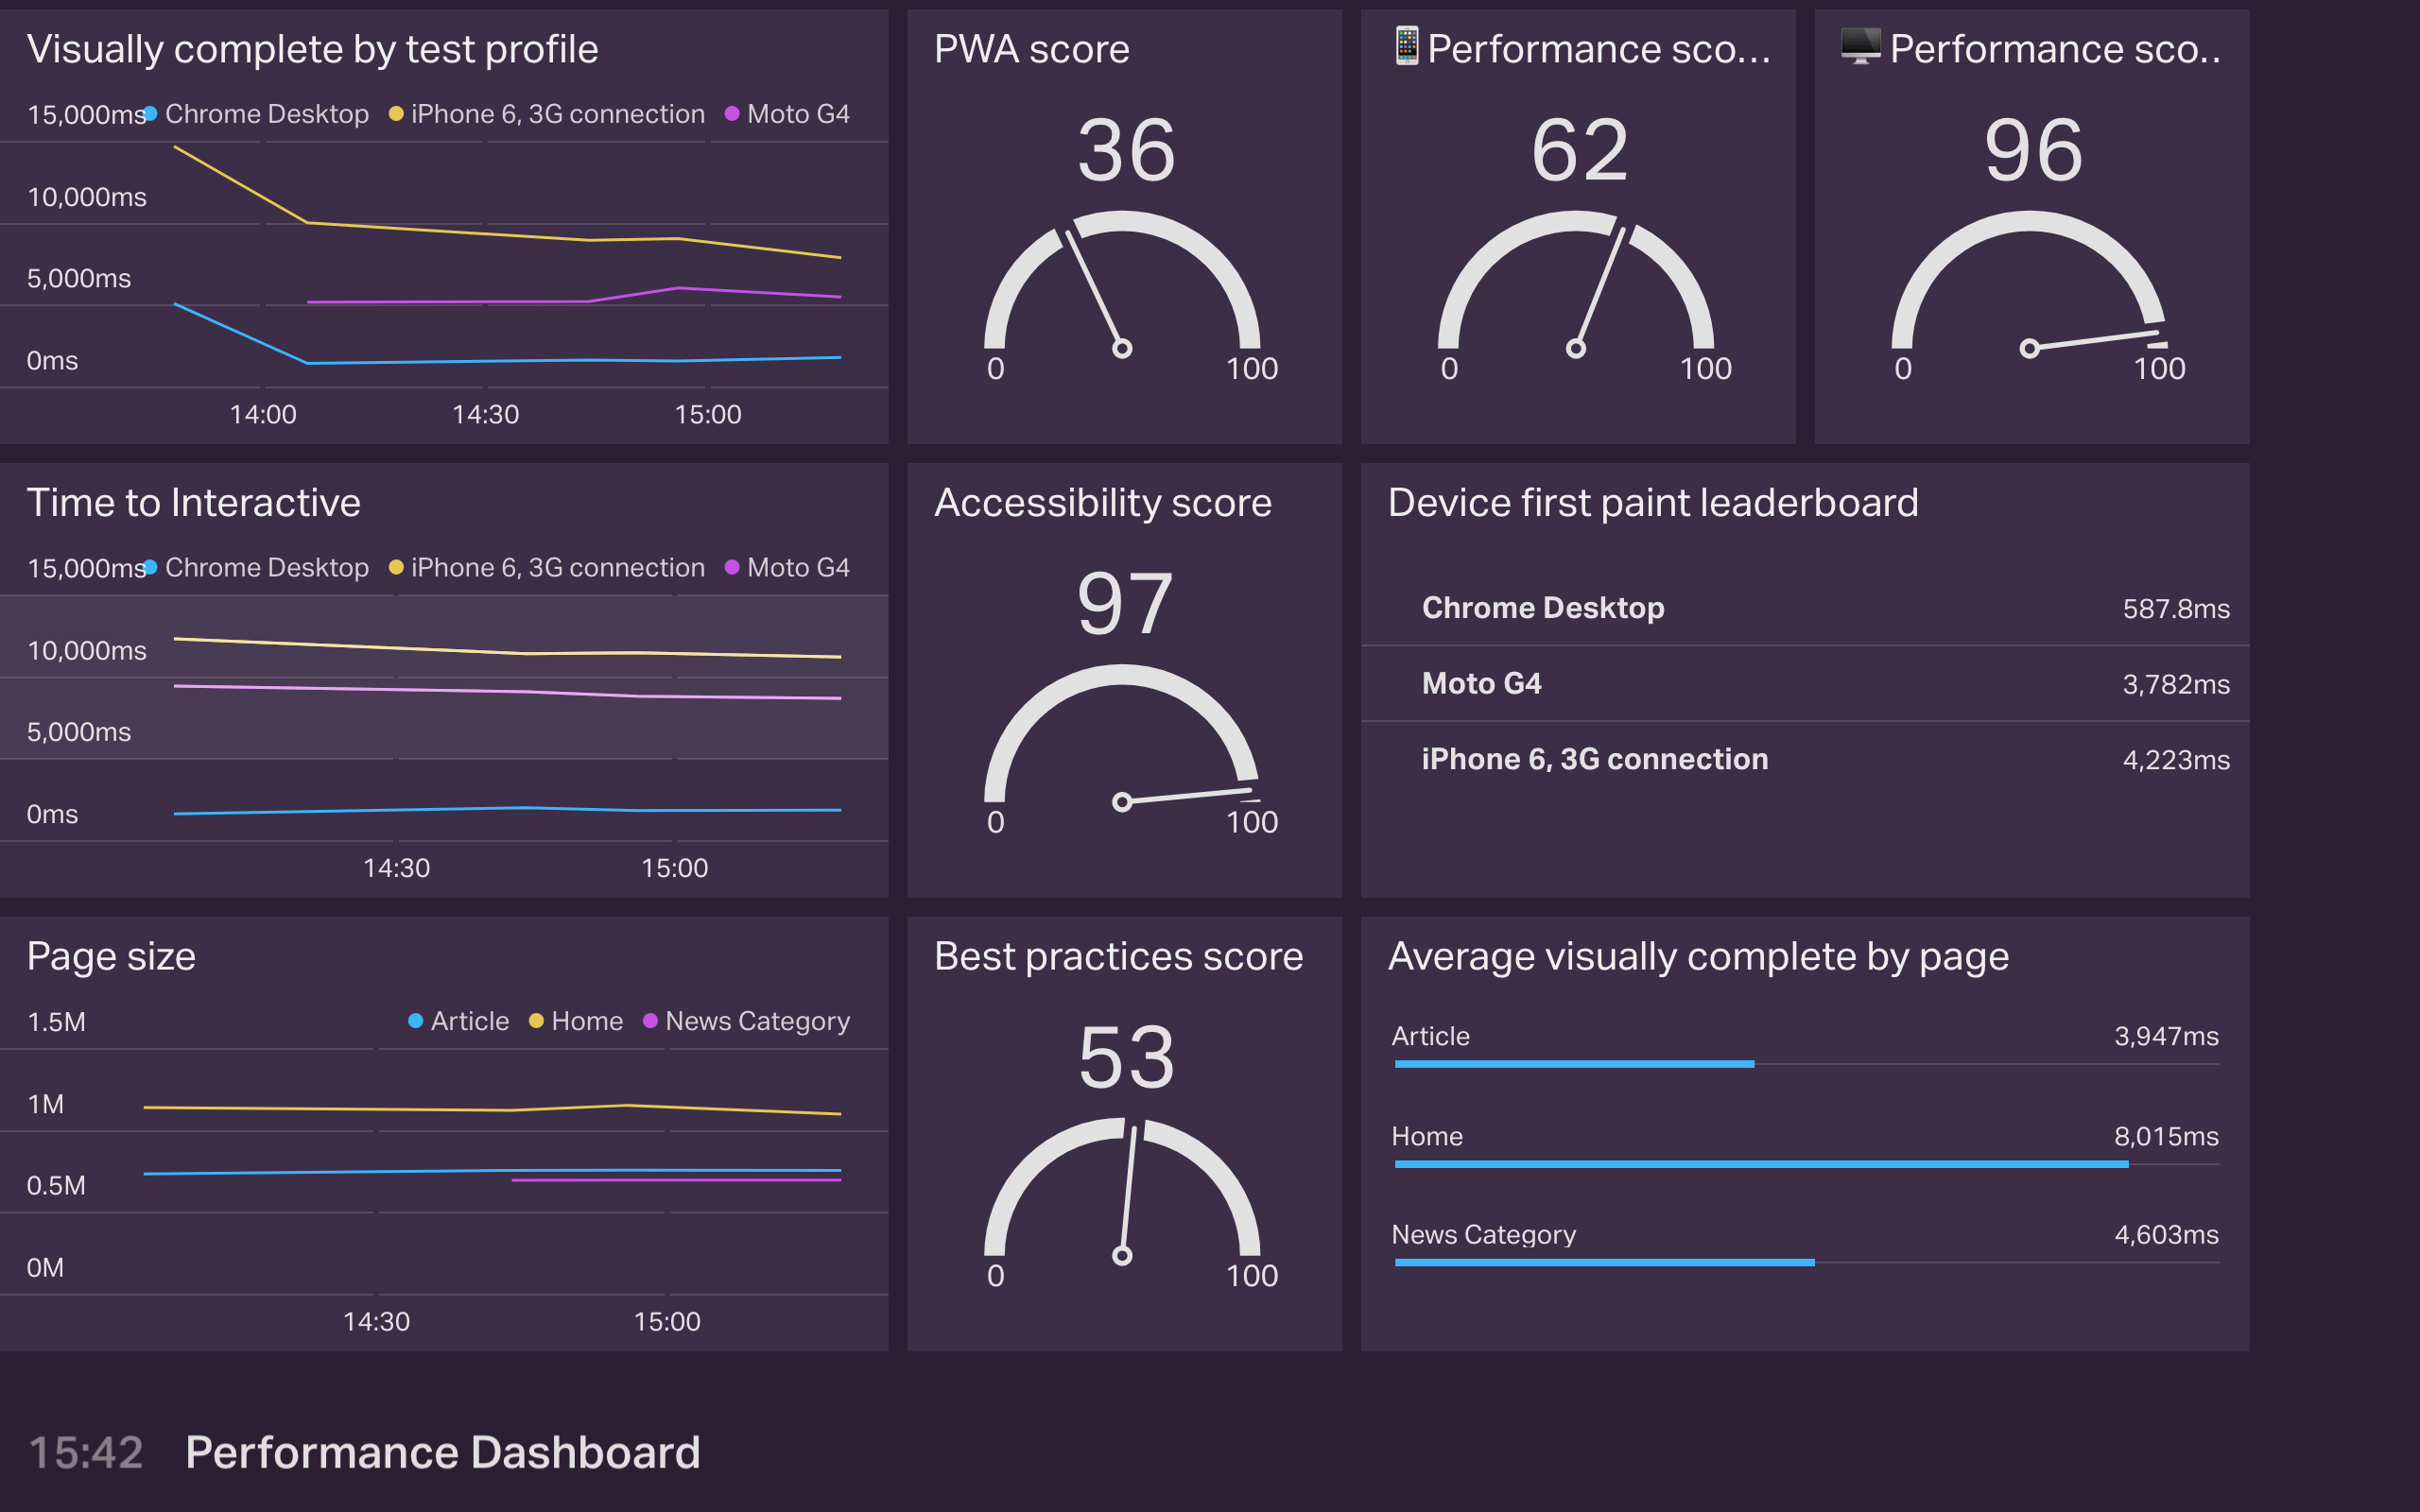 Visually complete by test profile
15,000ms Chrome Desktop iPhone 6, 3G connection Moto G4
10,000ms
5,000ms
0ms
14:00 14:30 15:00
PWA score
36
0 100
Performance sco...
62
0 100
Performance sco..
96
0 100
Time to Interactive
15,000ms Chrome Desktop iPhone 6, 3G connection Moto G4
10,000ms
5,000ms
0ms
14:30 15:00
Accessibility score
97
0 100
Device first paint leaderboard
Chrome Desktop 587.8ms
Moto G4 3,782ms
iPhone 6, 3G connection 4,223ms
Page size
1.5M Article Home News Category
1M
0.5M
0M
14:30 15:00
Best practices score
53
0 100
Average visually complete by page
Article 3,947ms
Home 8,015ms
News Category 4,603ms
15:42 Performance Dashboard